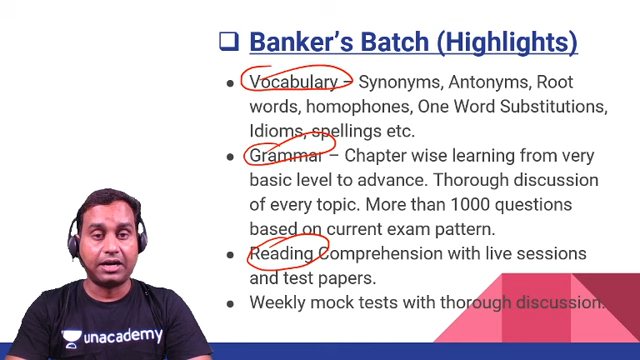 Banker's Batch (Highlights)
Vocabulary – Synonyms, Antonyms, Root
words, homophones, One Word Substitutions,
Idioms, spellings etc.
Grammar – Chapter wise learning from very
basic level to advance. Thorough discussion
of every topic. More than 1000 questions
based on current exam pattern.
Reading Comprehension with live sessions
and test papers.
Weekly mock tests with thorough discussion.
unacademy